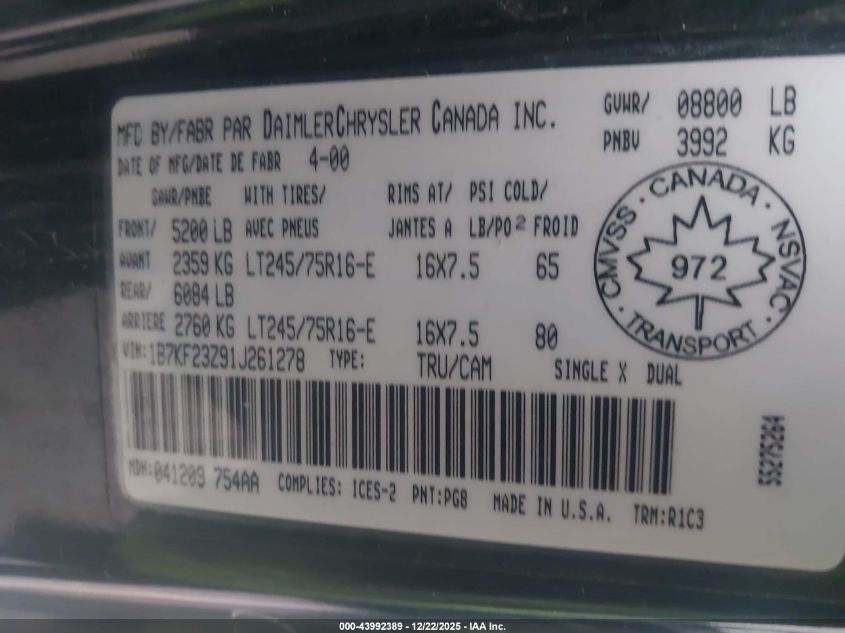 MFD BY/FABR PAR DAIMLERCHRYSLER CANADA INC.
GVWR/ 08800 LB
DATE OF MFG/DATE DE FABR 4-00
PNBV 3992 KG
GAWR/PNBE WITH TIRES/ RIMS AT/ PSI COLD/
FRONT/ 5200 LB AVEC PNEUS JANTES A LB/PO² FROID
AVANT 2359 KG LT245/75R16-E 16X7.5 65
REAR/ 6084 LB
ARRIERE 2760 KG LT245/75R16-E 16X7.5 80
VIN: 1B7KF23Z91J261278 TYPE: TRU/CAM SINGLE X DUAL
CANADA · NSVAC · TRANSPORT · CMVSS ·
972
MDH:041209 754AA COMPLIES: ICES-2 PNT:PG8 MADE IN U.S.A. TRM:R1C3
000-43992389 • 12/22/2025 - IAA Inc.